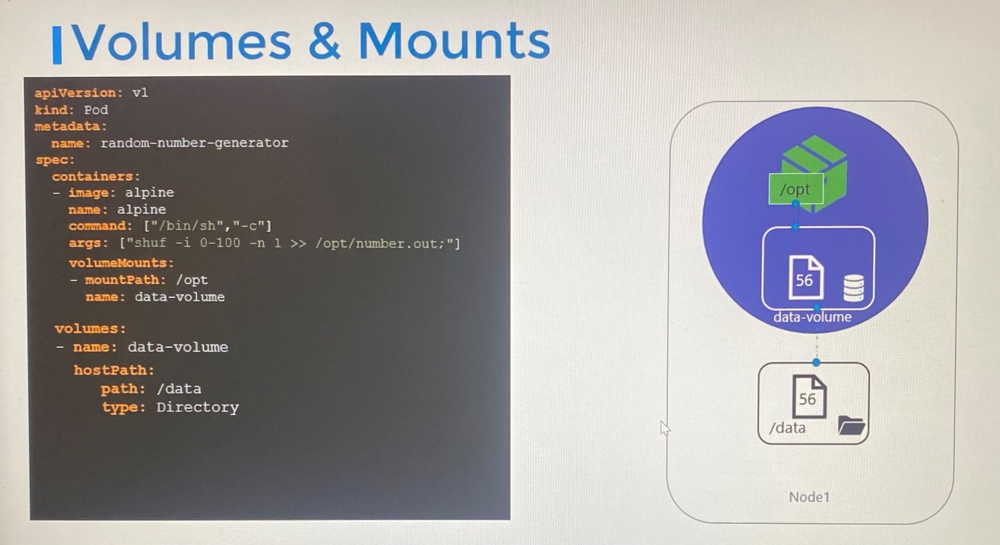 Volumes & Mounts
apiVersion: v1
kind: Pod
metadata:
  name: random-number-generator
spec:
  containers:
  - image: alpine
    name: alpine
    command: ["/bin/sh","-c"]
    args: ["shuf -i 0-100 -n 1 >> /opt/number.out;"]
    volumeMounts:
    - mountPath: /opt
      name: data-volume
  volumes:
  - name: data-volume
    hostPath:
        path: /data
        type: Directory
/opt
56
data-volume
56
/data
Node1